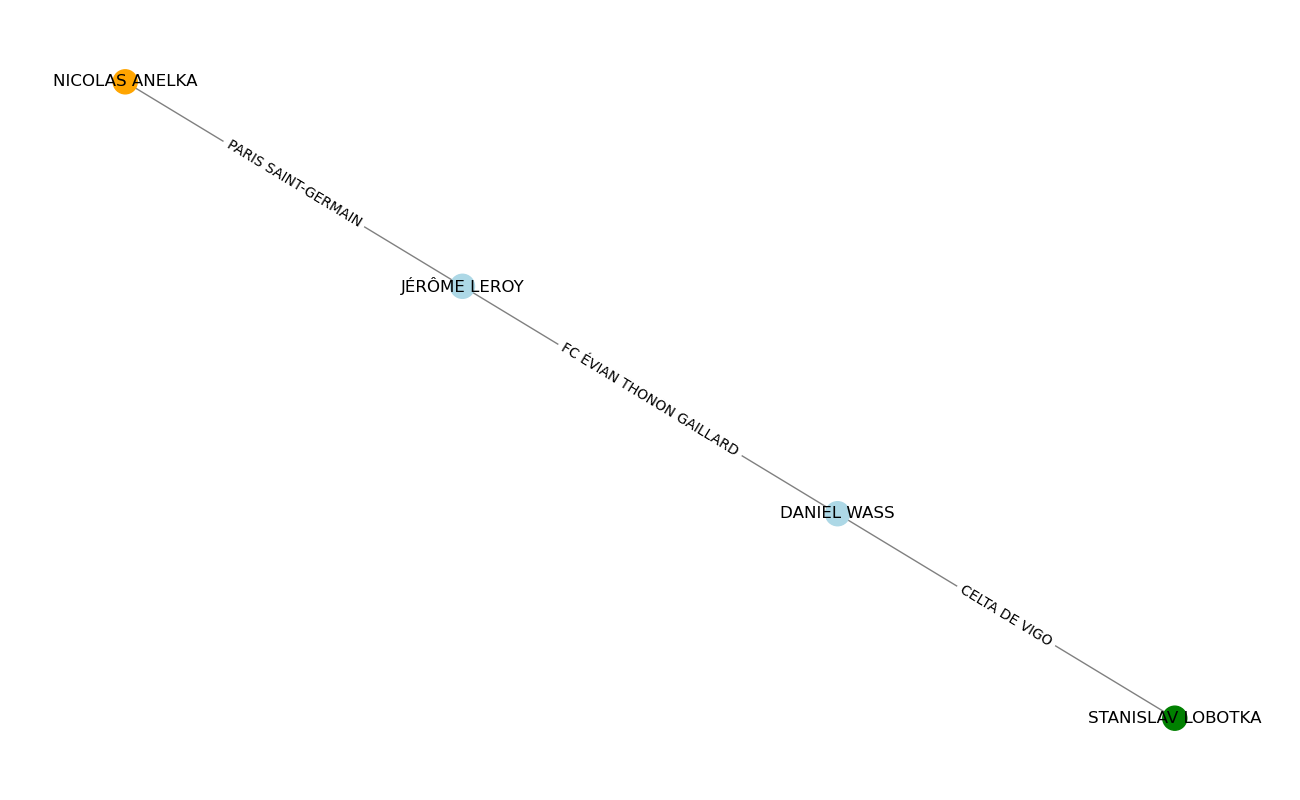 NICOLAS ANELKA
PARIS SAINT-GERMAIN
JÉRÔME LEROY
FC ÉVIAN THONON GAILLARD
DANIEL WASS
CELTA DE VIGO
STANISLAV LOBOTKA